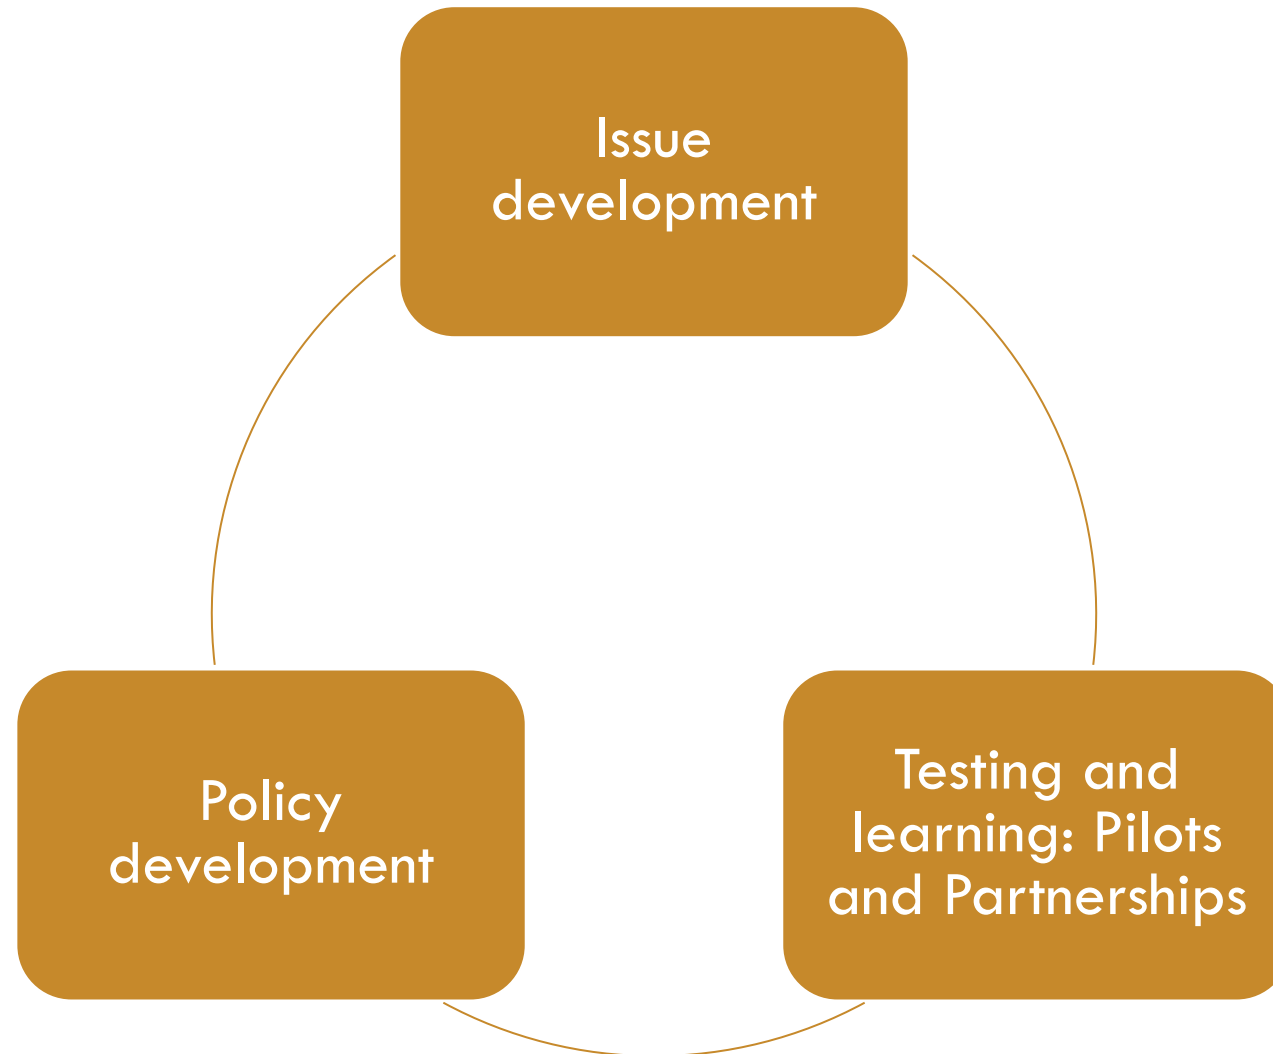 Issue
development
Policy
development
Testing and
learning: Pilots
and Partnerships